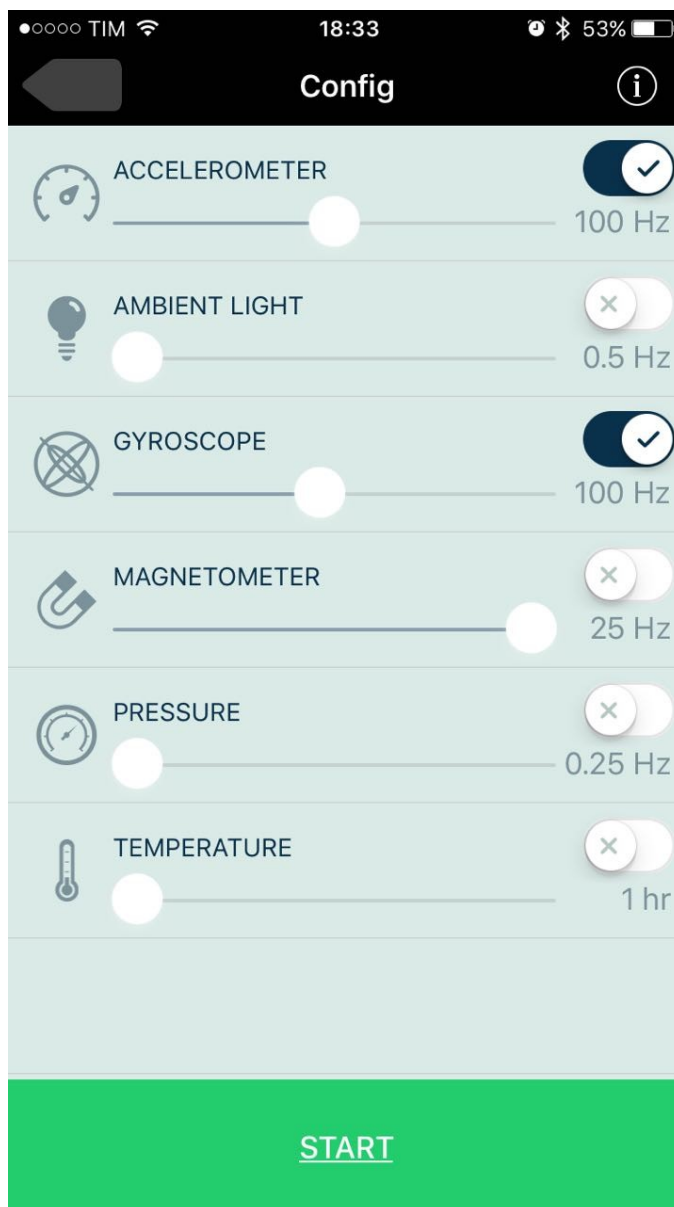 TIM 18:33 53%
Config
ACCELEROMETER
100 Hz
AMBIENT LIGHT
0.5 Hz
GYROSCOPE
100 Hz
MAGNETOMETER
25 Hz
PRESSURE
0.25 Hz
TEMPERATURE
1 hr
START